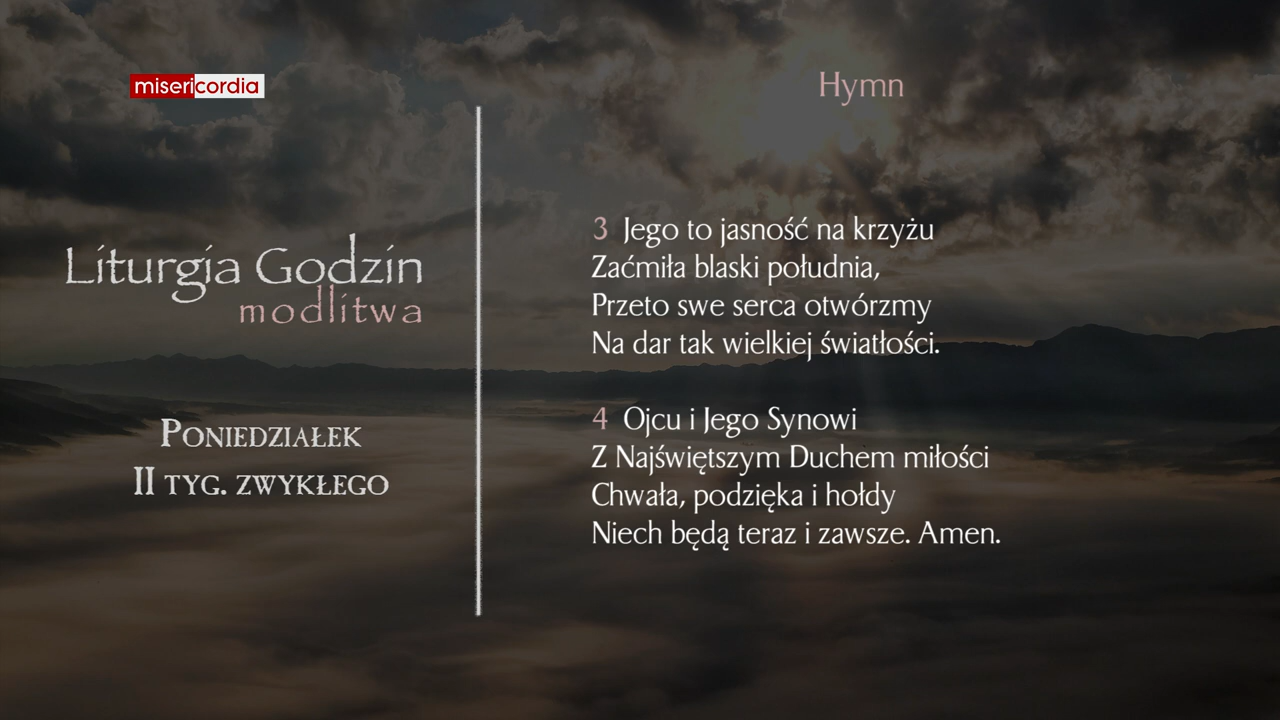 misericordia
Liturgia Godzin
modlitwa
Poniedziałek
II tyg. zwykłego
Hymn
3 Jego to jasność na krzyżu
Zaćmiła blaski południa,
Przeto swe serca otwórzmy
Na dar tak wielkiej światłości.
4 Ojcu i Jego Synowi
Z Najświętszym Duchem miłości
Chwała, podzięka i hołdy
Niech będą teraz i zawsze. Amen.